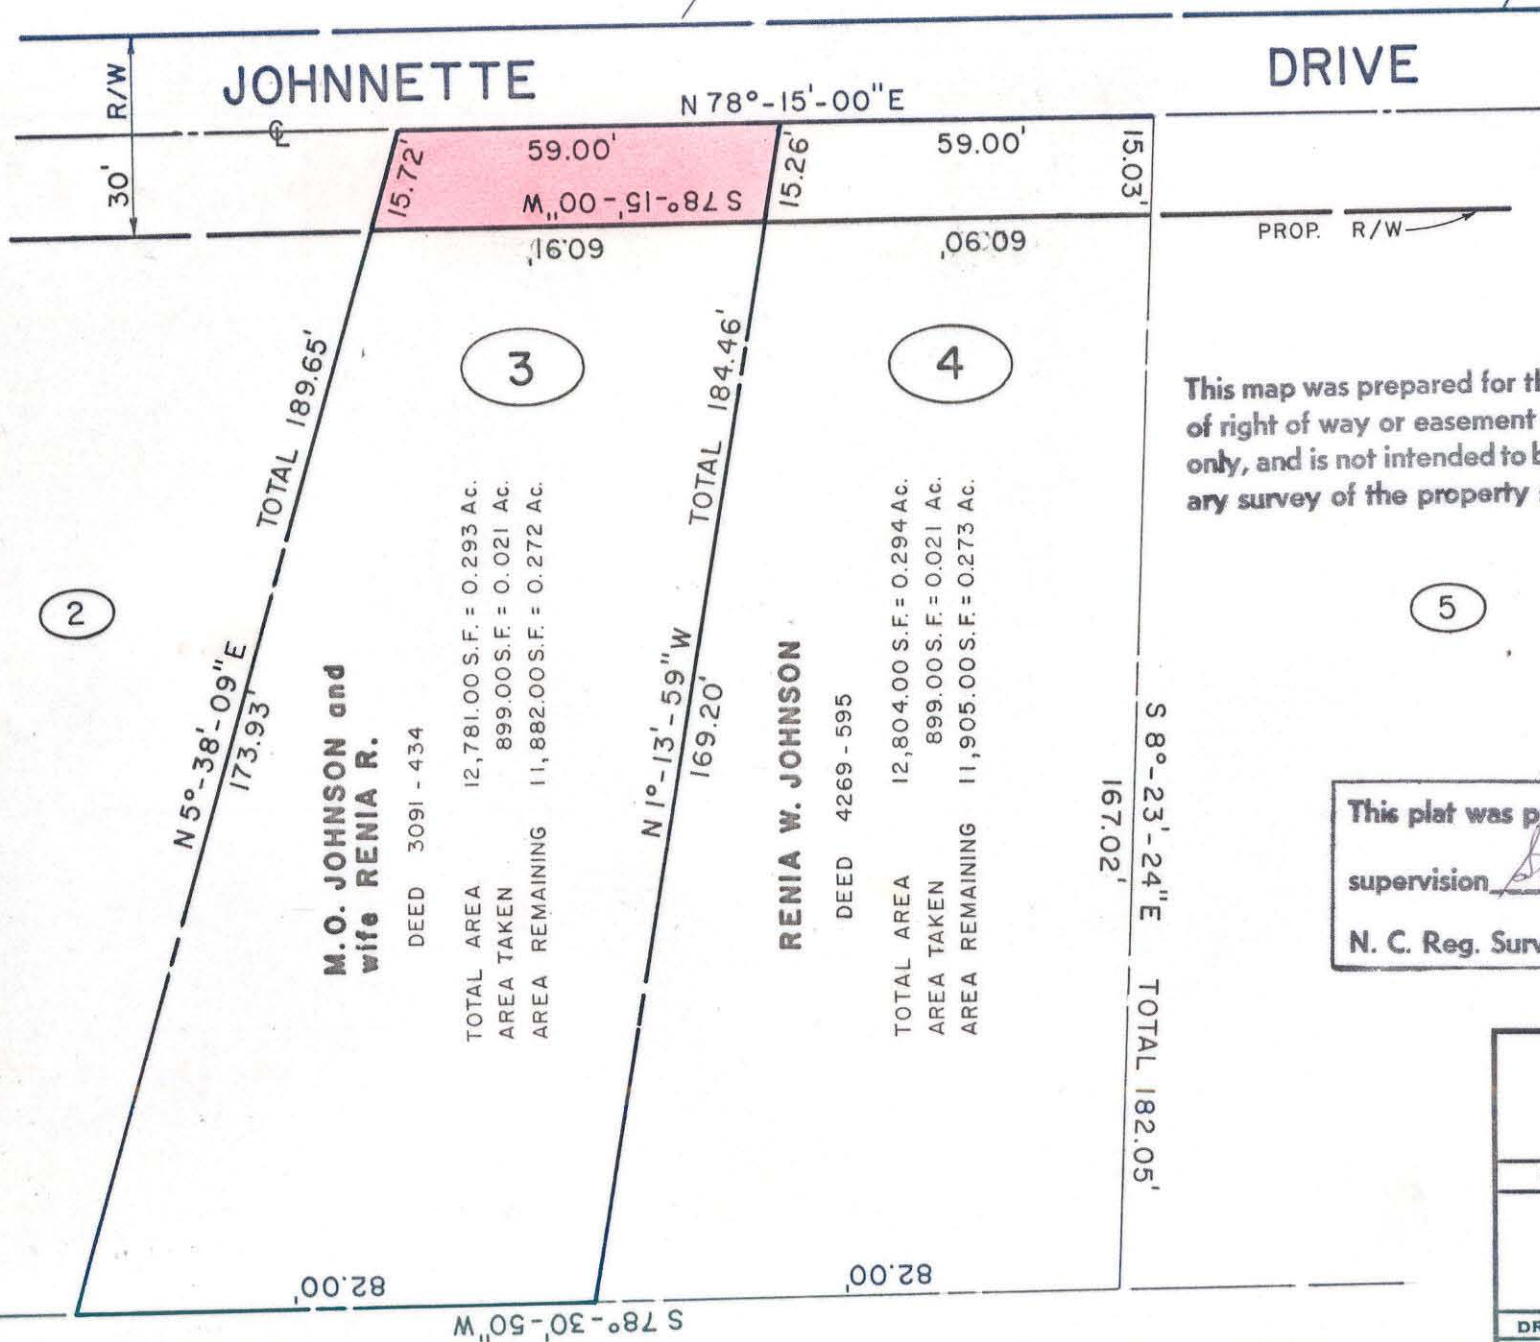 JOHNNETTE DRIVE
N 78°-15'-00"E
R/W
30'
℄
15.72'
59.00'
S 78°-15'-00"W
60.91'
15.26'
59.00'
60.90'
15.03'
PROP. R/W
3
4
2
5
TOTAL 189.65'
N 5°-38'-09"E
173.93'
TOTAL 184.46'
N 1°-13'-59"W
169.20'
M.O. JOHNSON and
wife RENIA R.
DEED 3091-434
TOTAL AREA 12,781.00 S.F. = 0.293 Ac.
AREA TAKEN 899.00 S.F. = 0.021 Ac.
AREA REMAINING 11,882.00 S.F. = 0.272 Ac.
RENIA W. JOHNSON
DEED 4269-595
TOTAL AREA 12,804.00 S.F. = 0.294 Ac.
AREA TAKEN 899.00 S.F. = 0.021 Ac.
AREA REMAINING 11,905.00 S.F. = 0.273 Ac.
S 8°-23'-24"E TOTAL 182.05'
167.02'
82.00'
82.00'
S 78°-30'-50"W
This map was prepared for th
of right of way or easement
only, and is not intended to b
ary survey of the property
This plat was p
supervision
N. C. Reg. Surv
DR